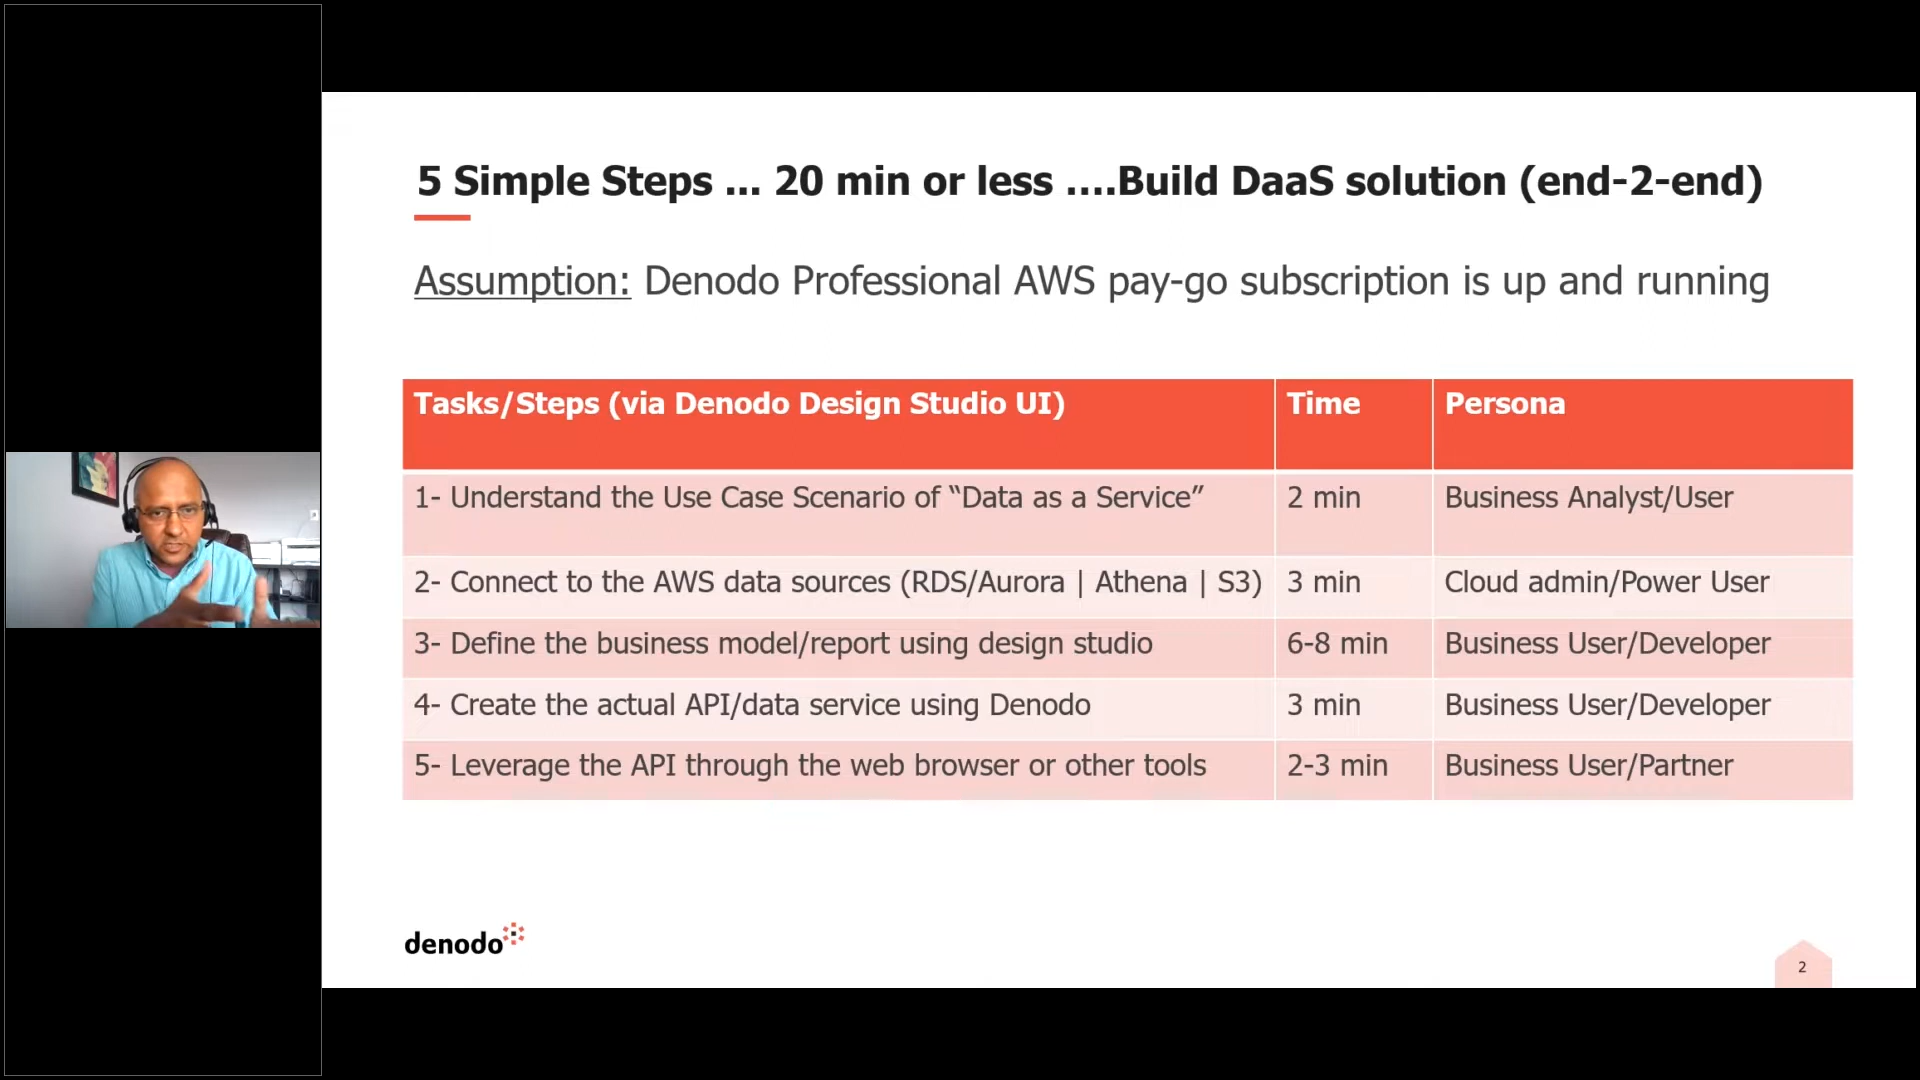 5 Simple Steps ... 20 min or less ....Build DaaS solution (end-2-end)
Assumption: Denodo Professional AWS pay-go subscription is up and running
Tasks/Steps (via Denodo Design Studio UI) Time Persona
1- Understand the Use Case Scenario of “Data as a Service” 2 min Business Analyst/User
2- Connect to the AWS data sources (RDS/Aurora | Athena | S3) 3 min Cloud admin/Power User
3- Define the business model/report using design studio 6-8 min Business User/Developer
4- Create the actual API/data service using Denodo 3 min Business User/Developer
5- Leverage the API through the web browser or other tools 2-3 min Business User/Partner
denodo
2